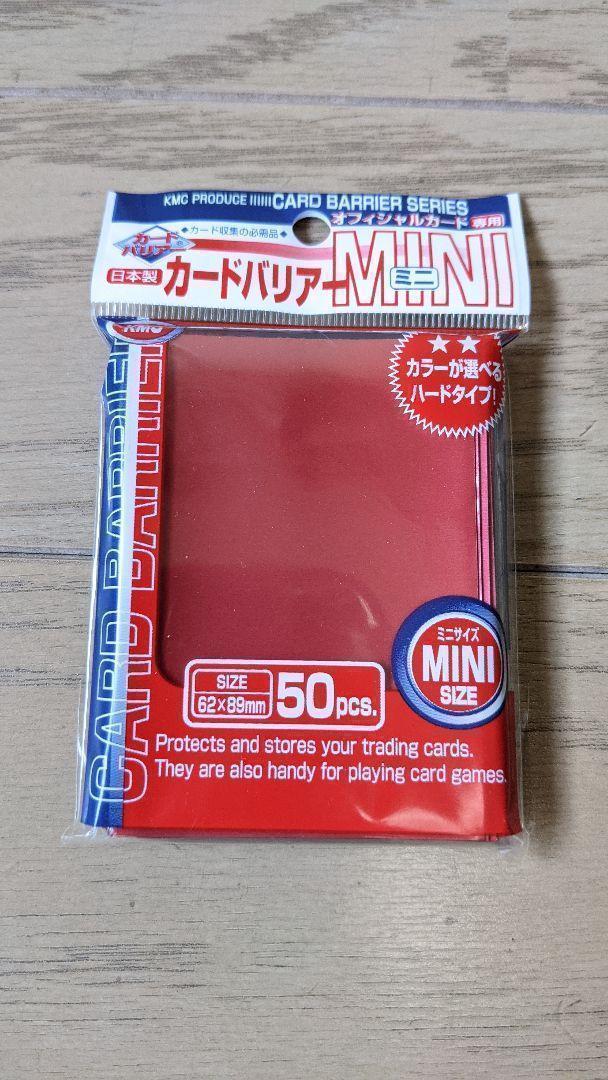 KMC PRODUCE CARD BARRIER SERIES
オフィシャルカード 専用
◆カード収集の必需品◆
カード
バリアー®
日本製
カードバリアー MINI
ミニ
KMC
★★
カラーが選べる
ハードタイプ!
CARD BARRIER
ミニサイズ
MINI
SIZE
SIZE
62×89mm
50pcs.
Protects and stores your trading cards.
They are also handy for playing card games.